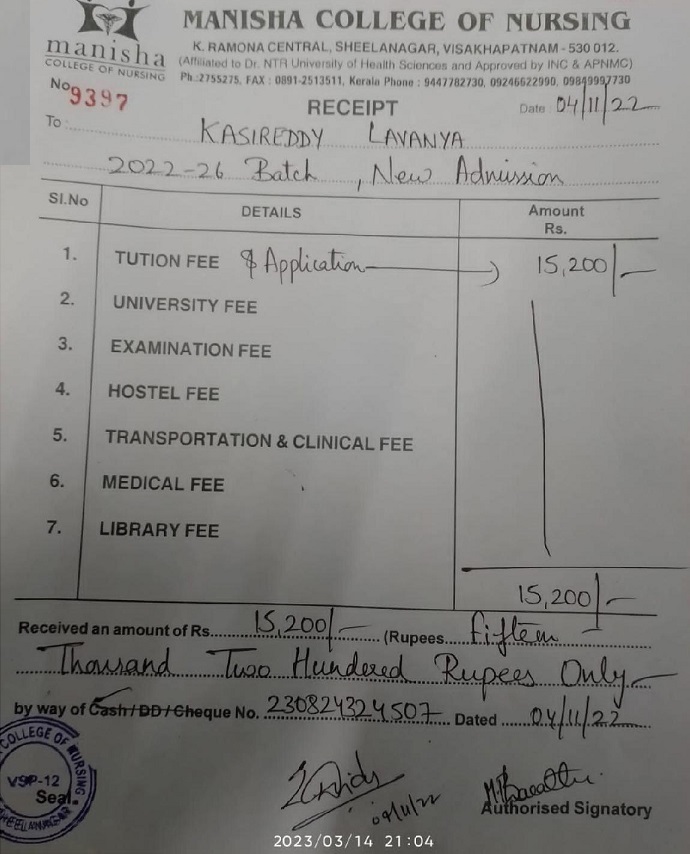 MANISHA COLLEGE OF NURSING
manisha
COLLEGE OF NURSING
K. RAMONA CENTRAL, SHEELANAGAR, VISAKHAPATNAM - 530 012.
(Affiliated to Dr. NTR University of Health Sciences and Approved by INC & APNMC)
Ph.:2755275, FAX : 0891-2513511, Kerala Phone : 9447782730, 09246622990, 09849997730
No 9397
RECEIPT
Date 04/11/22
To KASIREDDY LAVANYA
2022-26 Batch , New Admission
Sl.No DETAILS Amount Rs.
1. TUTION FEE & Application 15,200/-
2. UNIVERSITY FEE
3. EXAMINATION FEE
4. HOSTEL FEE
5. TRANSPORTATION & CLINICAL FEE
6. MEDICAL FEE
7. LIBRARY FEE
15,200/-
Received an amount of Rs. 15,200/- (Rupees Fifteen
Thousand Two Hundered Rupees Only
by way of Cash / DD / Cheque No. 230824324507 Dated 04/11/22
COLLEGE OF NURSING
VSP-12
SHEELANAGAR
Seal.
04/11/22
Authorised Signatory
2023/03/14 21:04